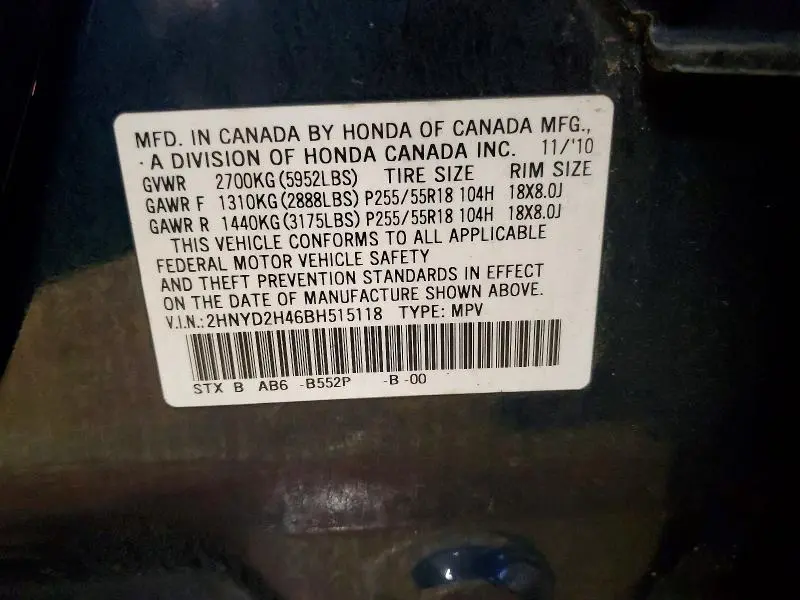 MFD. IN CANADA BY HONDA OF CANADA MFG.,
A DIVISION OF HONDA CANADA INC. 11/'10
GVWR 2700KG(5952LBS) TIRE SIZE RIM SIZE
GAWR F 1310KG(2888LBS) P255/55R18 104H 18X8.0J
GAWR R 1440KG(3175LBS) P255/55R18 104H 18X8.0J
THIS VEHICLE CONFORMS TO ALL APPLICABLE
FEDERAL MOTOR VEHICLE SAFETY
AND THEFT PREVENTION STANDARDS IN EFFECT
ON THE DATE OF MANUFACTURE SHOWN ABOVE.
V.I.N.:2HNYD2H46BH515118 TYPE: MPV
STX B AB6 -B552P -B -00